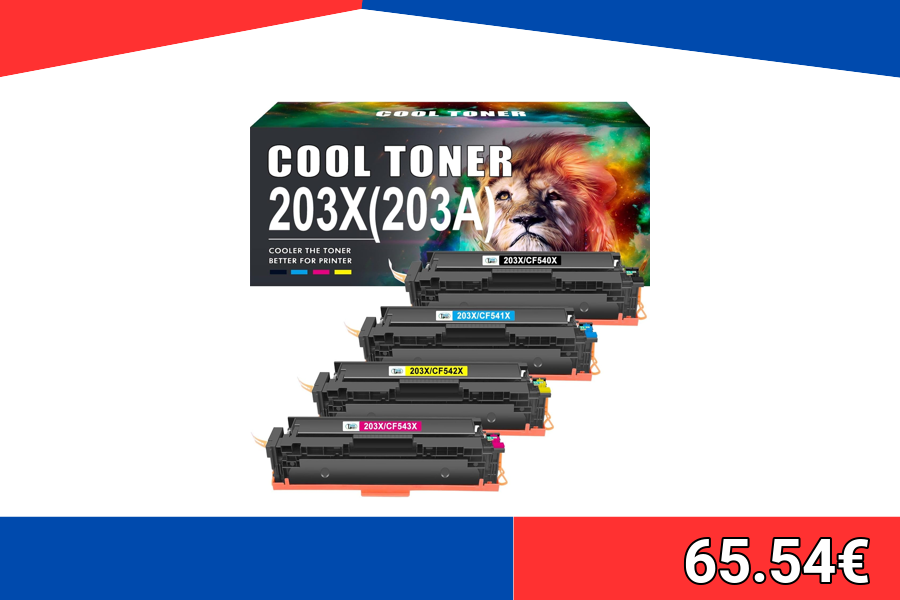 COOL TONER
COOL TONER
203X(203A)
COOLER THE TONER
BETTER FOR PRINTER
203X/CF540X
203X/CF541X
203X/CF542X
203X/CF543X
65.54€